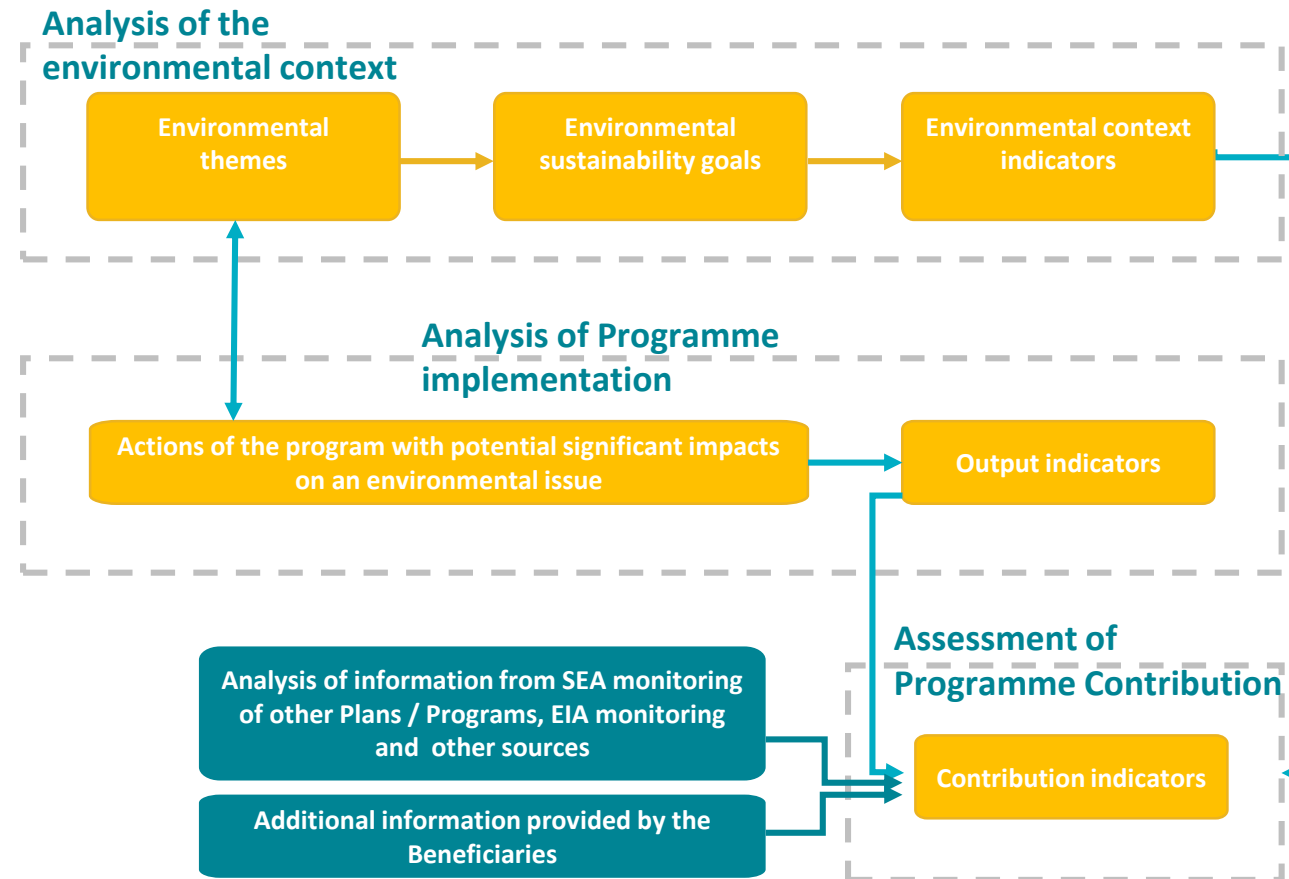 Analysis of the
environmental context
Environmental
themes
Environmental
sustainability goals
Environmental context
indicators
Analysis of Programme
implementation
Actions of the program with potential significant impacts
on an environmental issue
Output indicators
Assessment of
Programme Contribution
Analysis of information from SEA monitoring
of other Plans / Programs, EIA monitoring
and other sources
Contribution indicators
Additional information provided by the
Beneficiaries